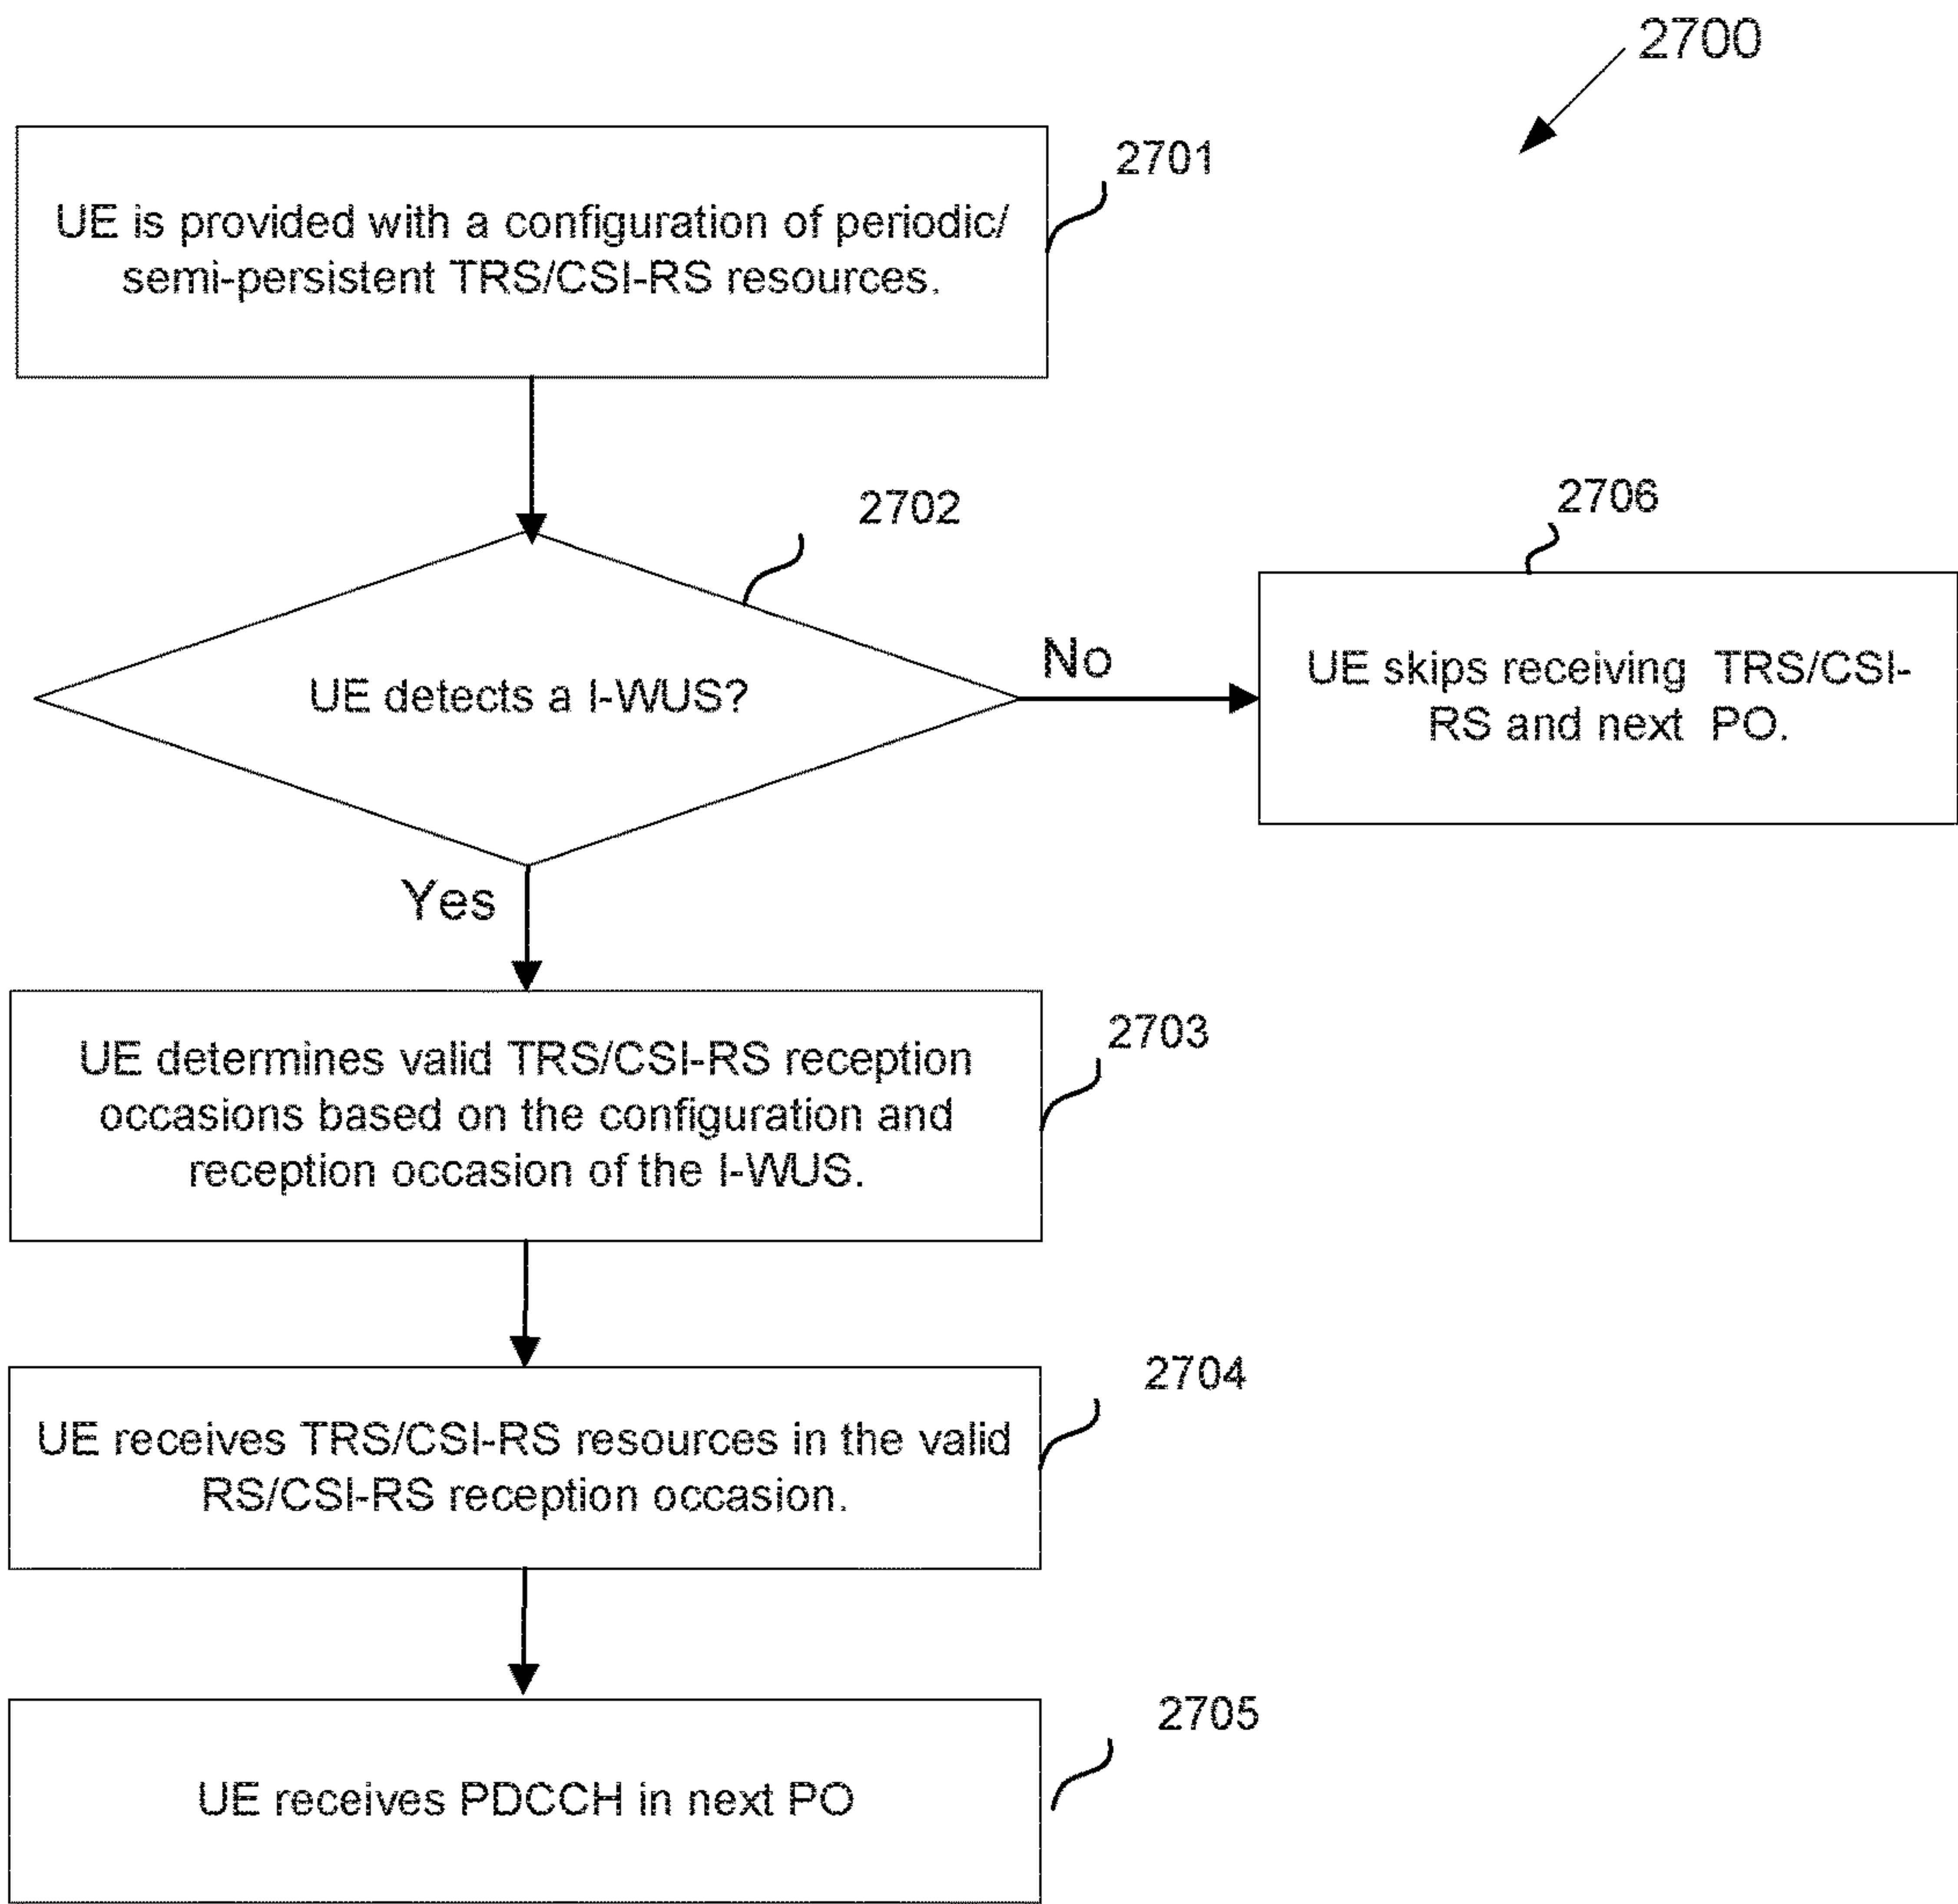 2700
2701
UE is provided with a configuration of periodic/
semi-persistent TRS/CSI-RS resources.
2702
2706
UE detects a I-WUS?
No
UE skips receiving TRS/CSI-
RS and next PO.
Yes
2703
UE determines valid TRS/CSI-RS reception
occasions based on the configuration and
reception occasion of the I-WUS.
2704
UE receives TRS/CSI-RS resources in the valid
RS/CSI-RS reception occasion.
2705
UE receives PDCCH in next PO